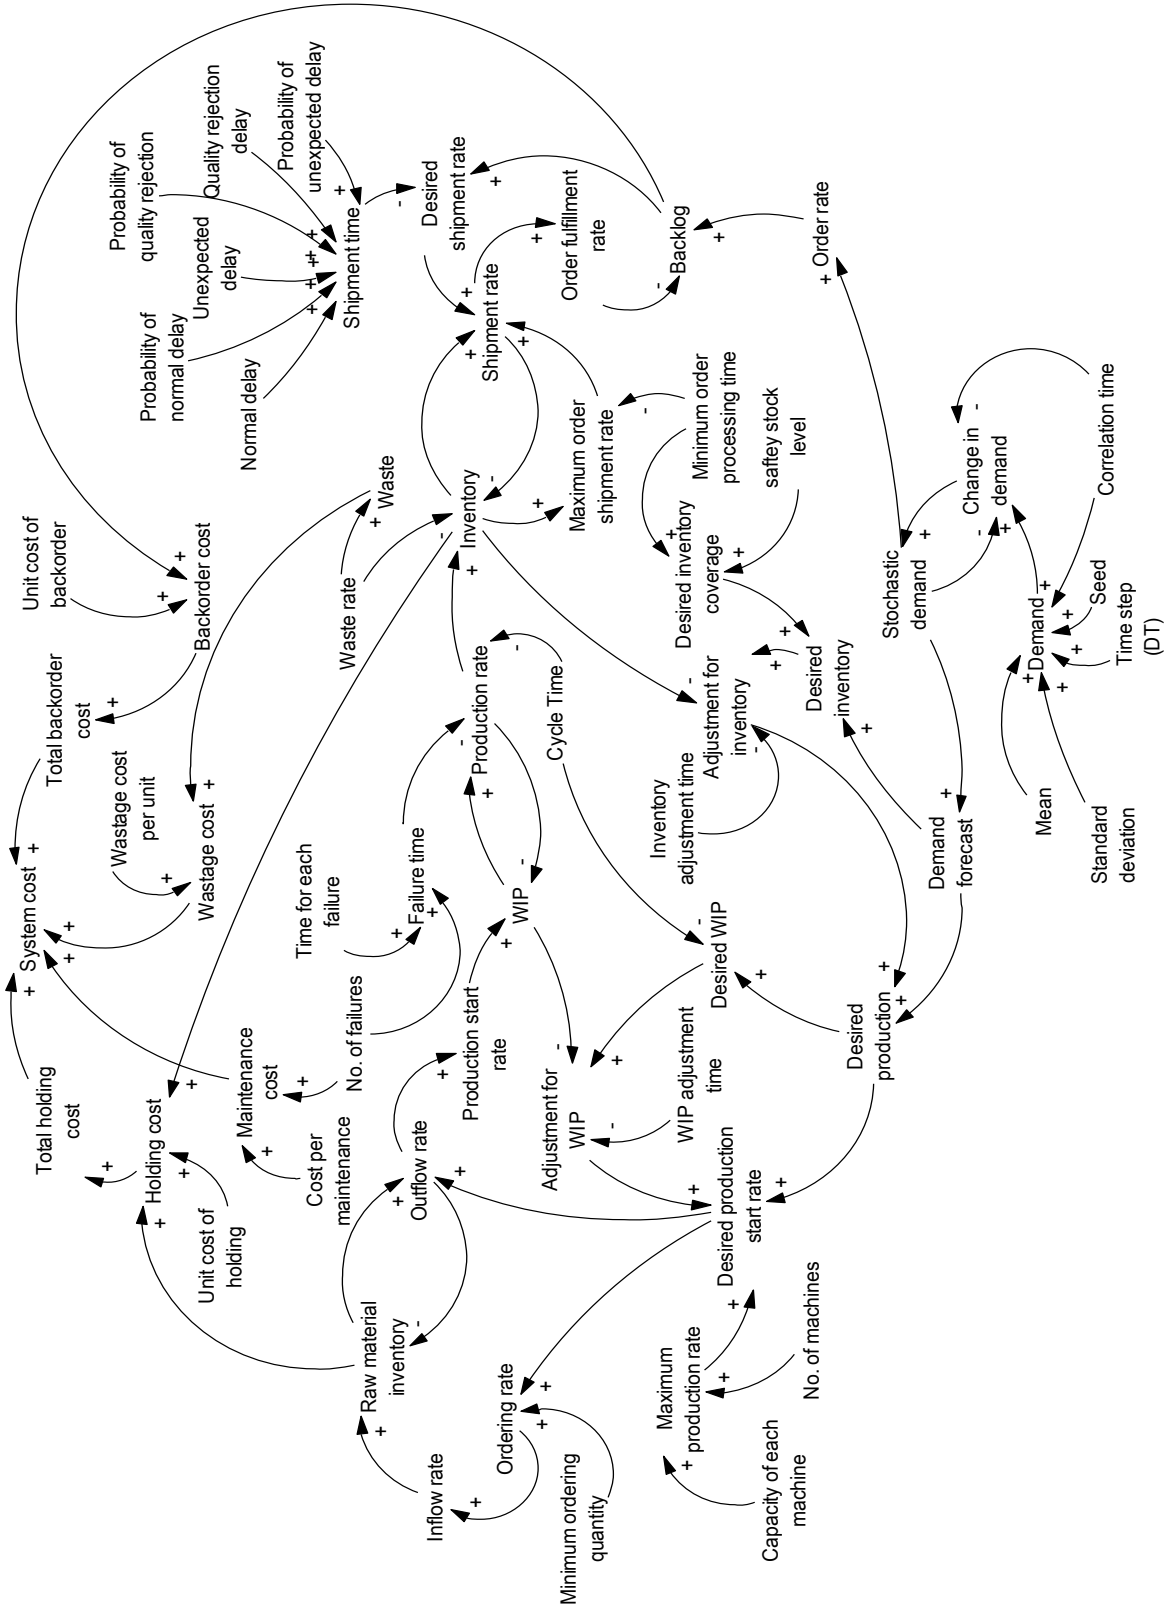 Total holding
cost
+
System cost
+
+
+
+
Total backorder
cost
+
Unit cost of
backorder
+
+
Backorder cost
Wastage cost
per unit
+
+
Wastage cost
Holding cost
+
+
+
+
Unit cost of
holding
Maintenance
cost
+
+
Cost per
maintenance
No. of failures
Time for each
failure
+
+
Failure time
Waste rate
+
Waste
Normal delay
Probability of
normal delay
Unexpected
delay
Probability of
quality rejection
Quality rejection
delay
Probability of
unexpected delay
+
+
+
+
+
+
Shipment time
-
Desired
shipment rate
+
Raw material
inventory
+
-
Outflow rate
+
+
Production start
rate
+
WIP
+
-
Production rate
+
-
-
Cycle Time
Inventory
+
-
-
Shipment rate
+
+
+
Order fulfillment
rate
+
Backlog
-
+
Order rate
+
Inflow rate
+
Ordering rate
+
+
Minimum ordering
quantity
Adjustment for
WIP
-
+
-
WIP adjustment
time
Desired WIP
-
+
Maximum order
shipment rate
+
-
Minimum order
processing time
saftey stock
level
Desired inventory
coverage
+
+
Desired
inventory
+
+
Adjustment for
inventory
-
+
-
Inventory
adjustment time
Capacity of each
machine
Maximum
production rate
+
+
No. of machines
Desired production
start rate
+
+
+
Desired
production
+
+
Demand
forecast
+
Stochastic
demand
+
Change in
demand
-
+
-
Correlation time
Demand
+
+
+
+
+
Mean
Standard
deviation
Seed
Time step
(DT)